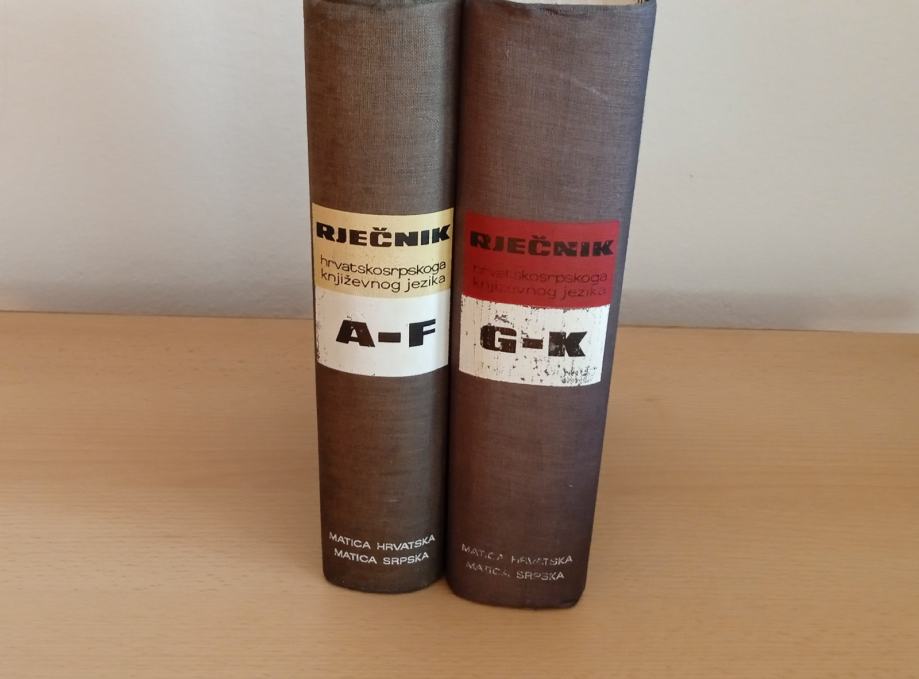 RJEČNIK
hrvatskosrpskoga
književnog jezika
A-F
MATICA HRVATSKA
MATICA SRPSKA
RJEČNIK
hrvatskosrpskoga
književnog jezika
G-K
MATICA HRVATSKA
MATICA SRPSKA